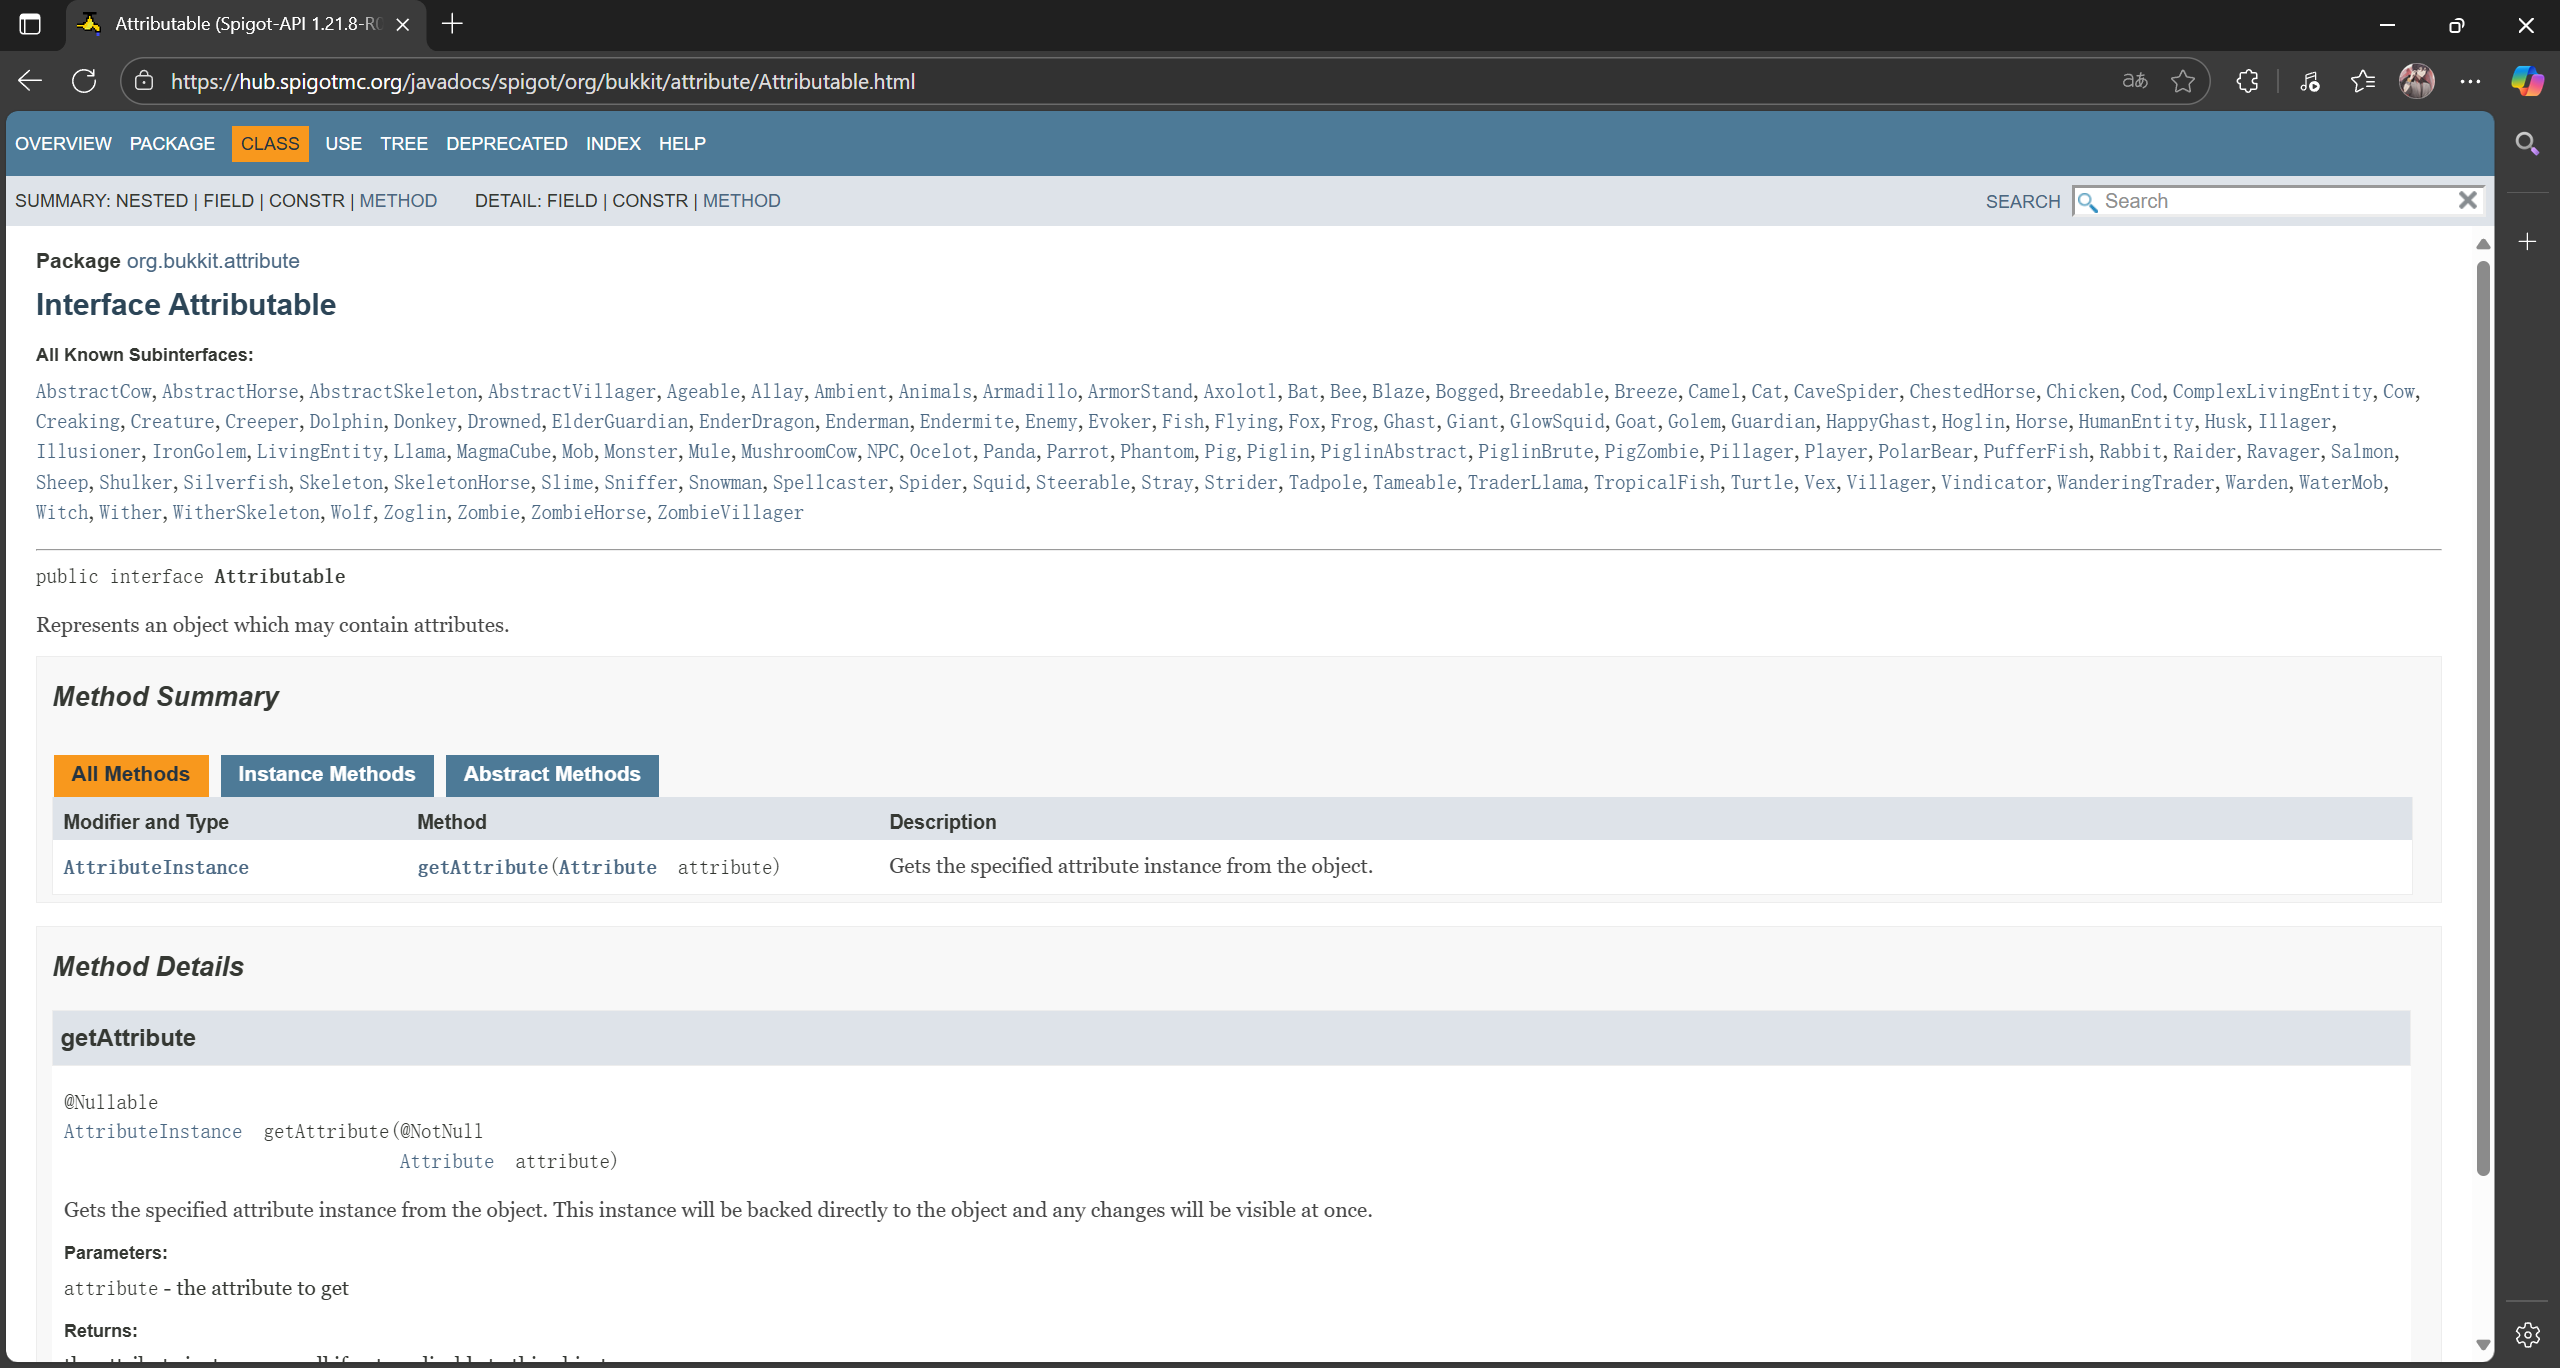 Attributable (Spigot-API 1.21.8-R0
https://hub.spigotmc.org/javadocs/spigot/org/bukkit/attribute/Attributable.html
OVERVIEW PACKAGE CLASS USE TREE DEPRECATED INDEX HELP
SUMMARY: NESTED | FIELD | CONSTR | METHOD DETAIL: FIELD | CONSTR | METHOD SEARCH Search
Package org.bukkit.attribute
Interface Attributable
All Known Subinterfaces:
AbstractCow, AbstractHorse, AbstractSkeleton, AbstractVillager, Ageable, Allay, Ambient, Animals, Armadillo, ArmorStand, Axolotl, Bat, Bee, Blaze, Bogged, Breedable, Breeze, Camel, Cat, CaveSpider, ChestedHorse, Chicken, Cod, ComplexLivingEntity, Cow,
Creaking, Creature, Creeper, Dolphin, Donkey, Drowned, ElderGuardian, EnderDragon, Enderman, Endermite, Enemy, Evoker, Fish, Flying, Fox, Frog, Ghast, Giant, GlowSquid, Goat, Golem, Guardian, HappyGhast, Hoglin, Horse, HumanEntity, Husk, Illager,
Illusioner, IronGolem, LivingEntity, Llama, MagmaCube, Mob, Monster, Mule, MushroomCow, NPC, Ocelot, Panda, Parrot, Phantom, Pig, Piglin, PiglinAbstract, PiglinBrute, PigZombie, Pillager, Player, PolarBear, PufferFish, Rabbit, Raider, Ravager, Salmon,
Sheep, Shulker, Silverfish, Skeleton, SkeletonHorse, Slime, Sniffer, Snowman, Spellcaster, Spider, Squid, Steerable, Stray, Strider, Tadpole, Tameable, TraderLlama, TropicalFish, Turtle, Vex, Villager, Vindicator, WanderingTrader, Warden, WaterMob,
Witch, Wither, WitherSkeleton, Wolf, Zoglin, Zombie, ZombieHorse, ZombieVillager
public interface Attributable
Represents an object which may contain attributes.
Method Summary
All Methods Instance Methods Abstract Methods
Modifier and Type Method Description
AttributeInstance getAttribute(Attribute attribute) Gets the specified attribute instance from the object.
Method Details
getAttribute
@Nullable
AttributeInstance getAttribute(@NotNull
Attribute attribute)
Gets the specified attribute instance from the object. This instance will be backed directly to the object and any changes will be visible at once.
Parameters:
attribute - the attribute to get
Returns: